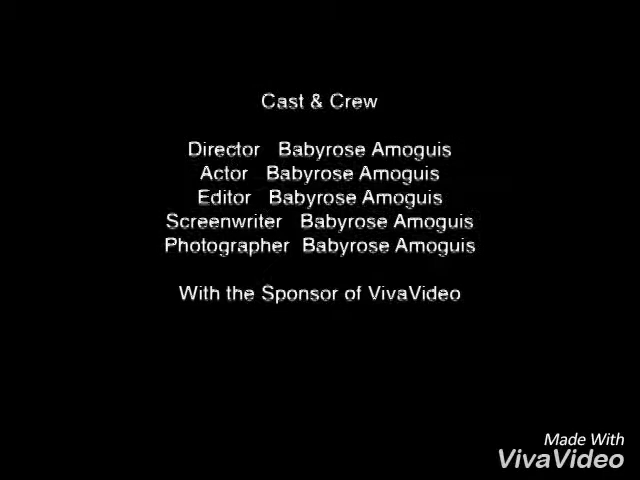 Cast & Crew
Director Babyrose Amoguis
Actor Babyrose Amoguis
Editor Babyrose Amoguis
Screenwriter Babyrose Amoguis
Photographer Babyrose Amoguis
With the Sponsor of VivaVideo
Made With
VivaVideo